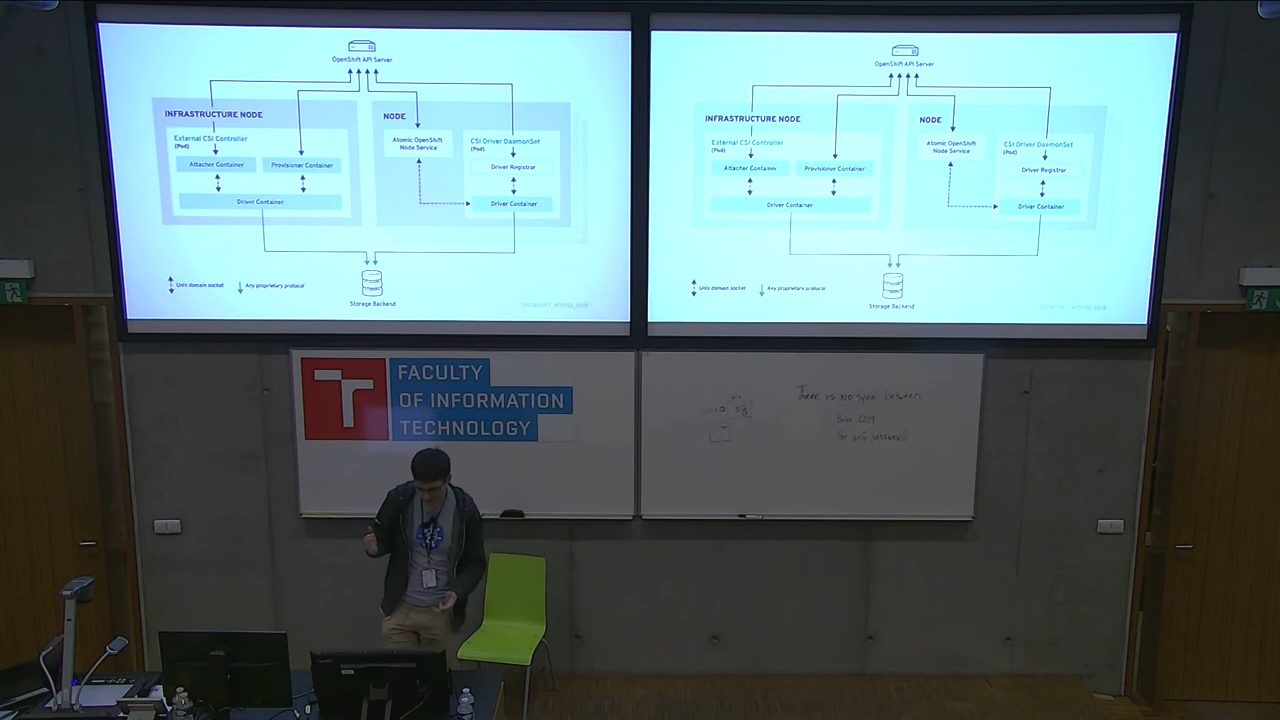 OpenShift API Server
INFRASTRUCTURE NODE
External CSI Controller
(Pod)
Attacher Container
Provisioner Container
Driver Container
NODE
Atomic OpenShift
Node Service
CSI Driver DaemonSet
(Pod)
Driver Registrar
Driver Container
Unix domain socket
Any proprietary protocol
Storage Backend
OpenShift API Server
INFRASTRUCTURE NODE
External CSI Controller
(Pod)
Attacher Container
Provisioner Container
Driver Container
NODE
Atomic OpenShift
Node Service
CSI Driver DaemonSet
(Pod)
Driver Registrar
Driver Container
Unix domain socket
Any proprietary protocol
Storage Backend
FACULTY
OF INFORMATION
TECHNOLOGY
There is no space between
2019
for wifi password